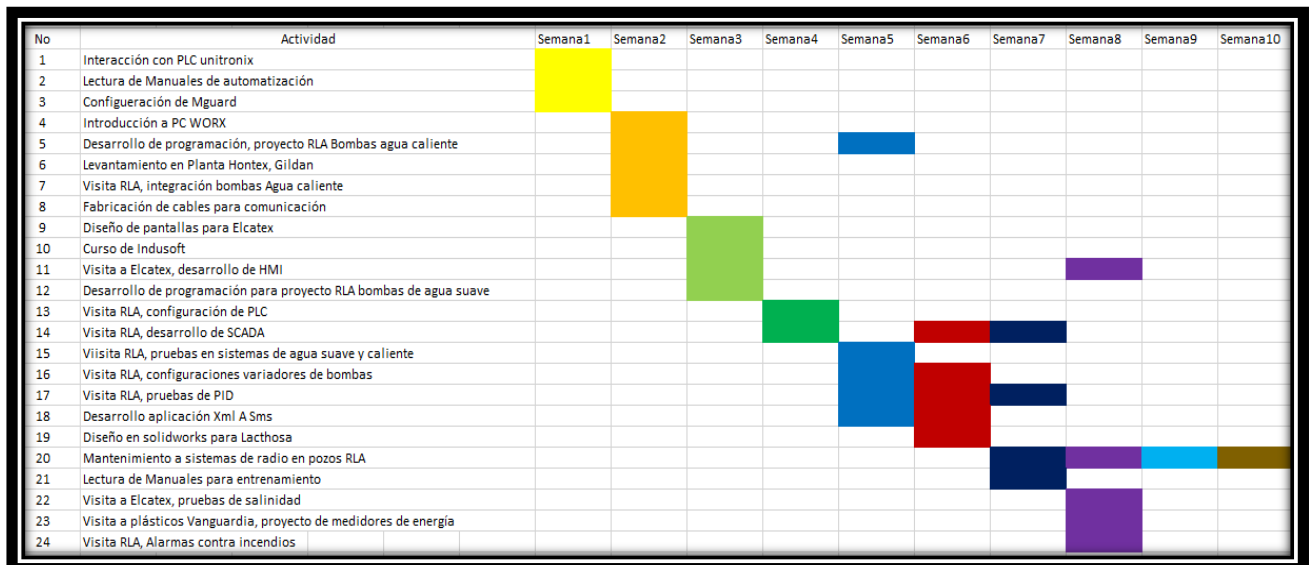 No Actividad Semana1 Semana2 Semana3 Semana4 Semana5 Semana6 Semana7 Semana8 Semana9 Semana10
1 Interacción con PLC unitronix
2 Lectura de Manuales de automatización
3 Configueración de Mguard
4 Introducción a PC WORX
5 Desarrollo de programación, proyecto RLA Bombas agua caliente
6 Levantamiento en Planta Hontex, Gildan
7 Visita RLA, integración bombas Agua caliente
8 Fabricación de cables para comunicación
9 Diseño de pantallas para Elcatex
10 Curso de Indusoft
11 Visita a Elcatex, desarrollo de HMI
12 Desarrollo de programación para proyecto RLA bombas de agua suave
13 Visita RLA, configuración de PLC
14 Visita RLA, desarrollo de SCADA
15 Viisita RLA, pruebas en sistemas de agua suave y caliente
16 Visita RLA, configuraciones variadores de bombas
17 Visita RLA, pruebas de PID
18 Desarrollo aplicación Xml A Sms
19 Diseño en solidworks para Lacthosa
20 Mantenimiento a sistemas de radio en pozos RLA
21 Lectura de Manuales para entrenamiento
22 Visita a Elcatex, pruebas de salinidad
23 Visita a plásticos Vanguardia, proyecto de medidores de energía
24 Visita RLA, Alarmas contra incendios